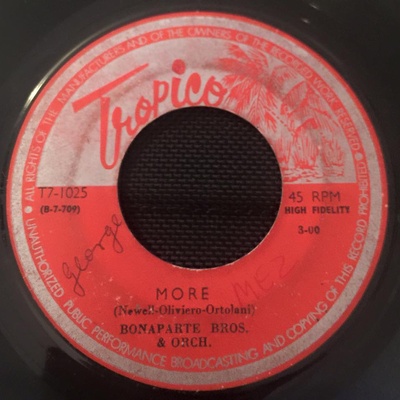 ALL RIGHTS OF THE MANUFACTURERS AND OF THE OWNERS OF THE RECORDED WORK RESERVED
Tropico
T7-1025
(B-7-709)
45 RPM
HIGH FIDELITY
3-00
George
MEZ
MORE
(Newell-Oliviero-Ortolani)
BONAPARTE BROS.
& ORCH.
UNAUTHORIZED PUBLIC PERFORMANCE BROADCASTING AND COPYING OF THIS RECORD PROHIBITED